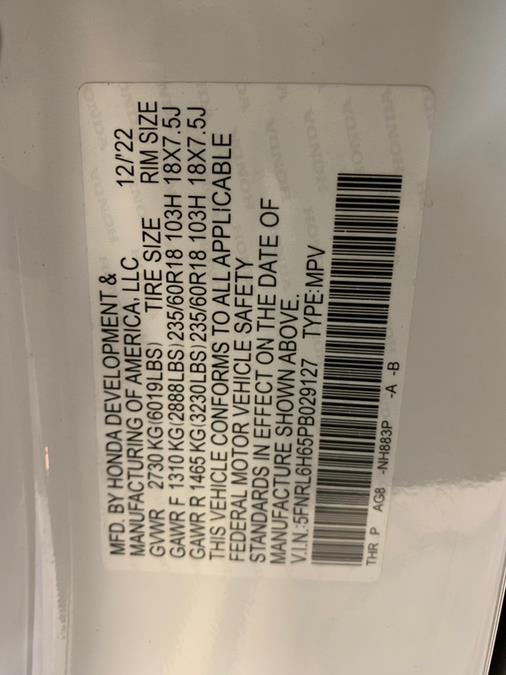 MFD. BY HONDA DEVELOPMENT &
MANUFACTURING OF AMERICA, LLC 12/'22
GVWR 2730 KG(6019LBS) TIRE SIZE RIM SIZE
GAWR F 1310 KG(2888LBS)235/60R18 103H 18X7.5J
GAWR R 1465 KG(3230LBS)235/60R18 103H 18X7.5J
THIS VEHICLE CONFORMS TO ALL APPLICABLE
FEDERAL MOTOR VEHICLE SAFETY
STANDARDS IN EFFECT ON THE DATE OF
MANUFACTURE SHOWN ABOVE.
V.I.N.:5FNRL6H65PB029127 TYPE:MPV
THR P AG8 -NH883P -A -B
HONDA